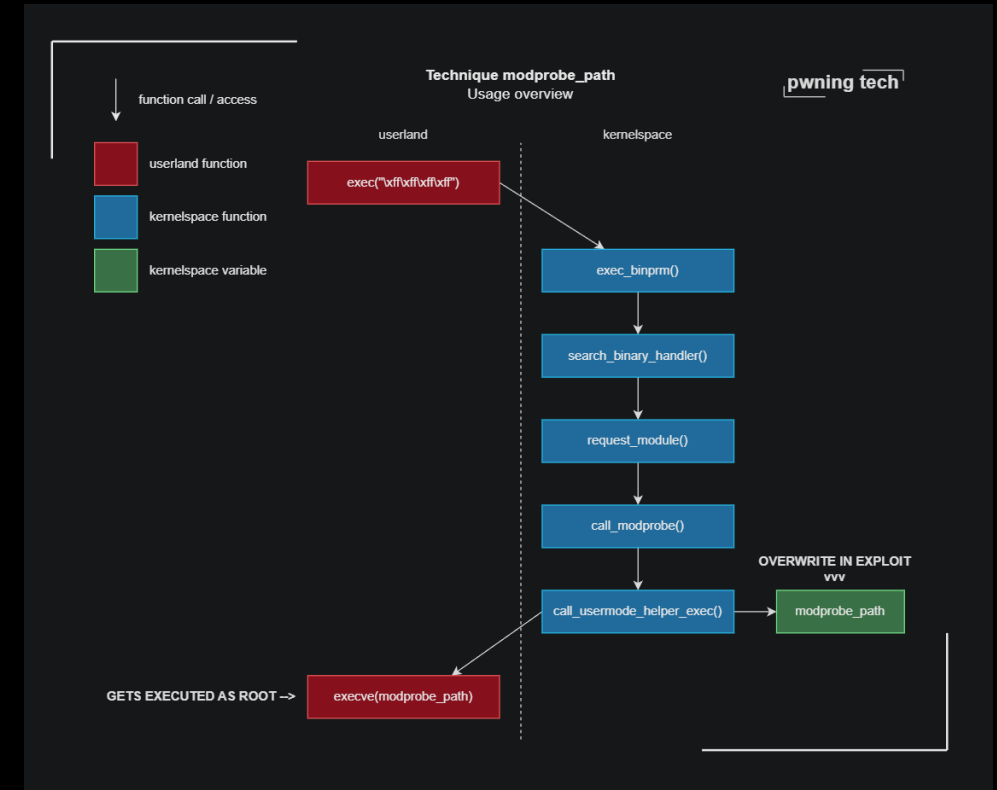 Technique modprobe_path
Usage overview
pwning tech
function call / access
userland function
kernelspace function
kernelspace variable
userland
kernelspace
exec("\xff\xff\xff\xff")
exec_binprm()
search_binary_handler()
request_module()
call_modprobe()
OVERWRITE IN EXPLOIT
vvv
call_usermode_helper_exec()
modprobe_path
GETS EXECUTED AS ROOT -->
execve(modprobe_path)